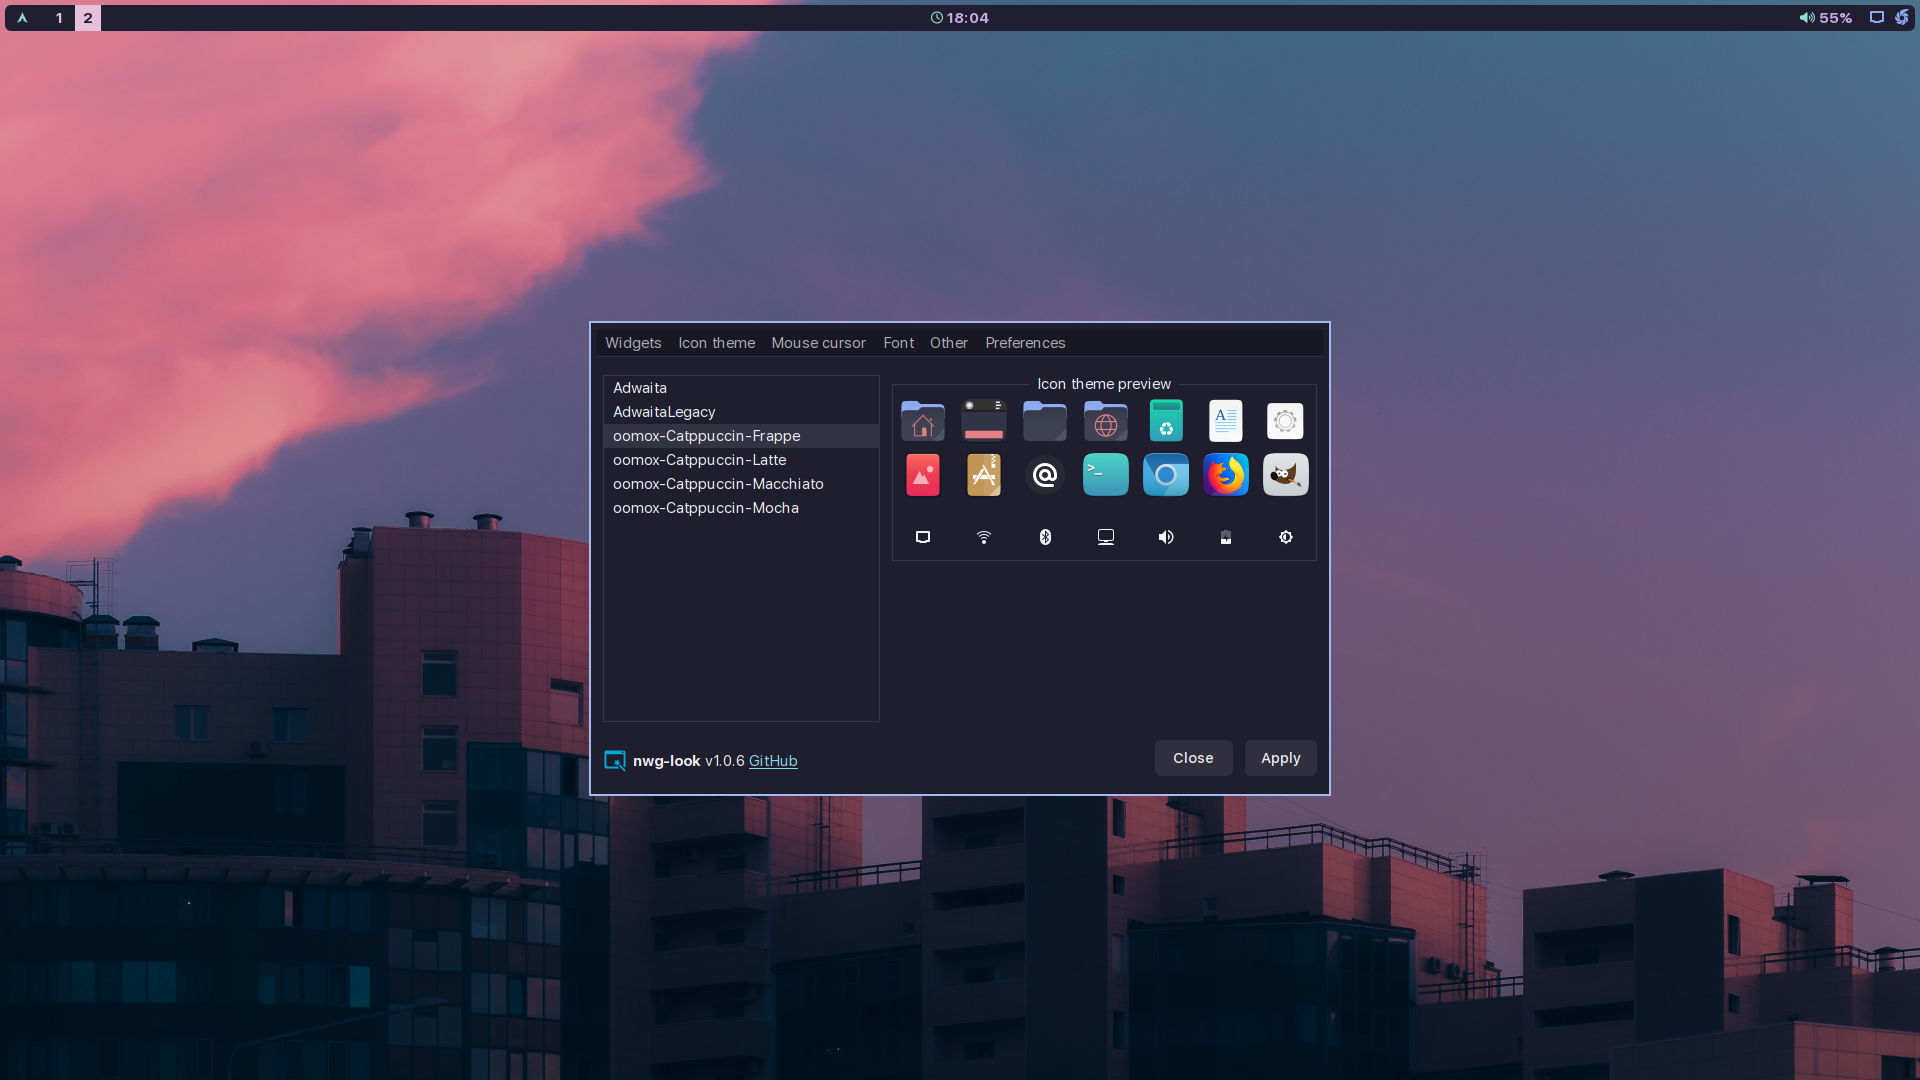 1 2 18:04 55%
Widgets Icon theme Mouse cursor Font Other Preferences
Adwaita
AdwaitaLegacy
oomox-Catppuccin-Frappe
oomox-Catppuccin-Latte
oomox-Catppuccin-Macchiato
oomox-Catppuccin-Mocha
Icon theme preview
nwg-look v1.0.6 GitHub
Close Apply